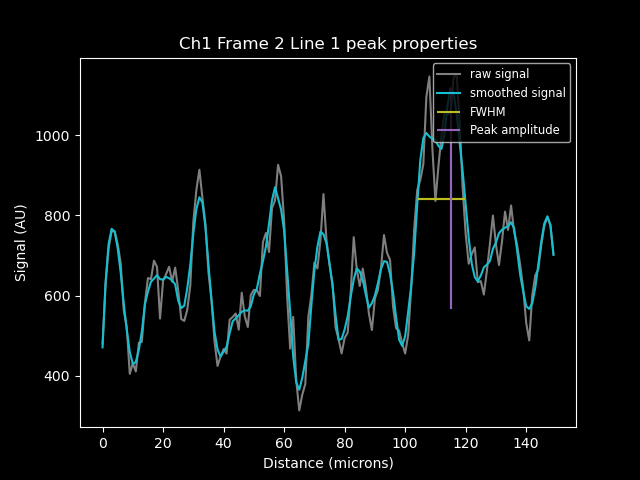 Ch1 Frame 2 Line 1 peak properties
raw signal
smoothed signal
FWHM
Peak amplitude
Signal (AU)
1000
800
600
400
0 20 40 60 80 100 120 140
Distance (microns)